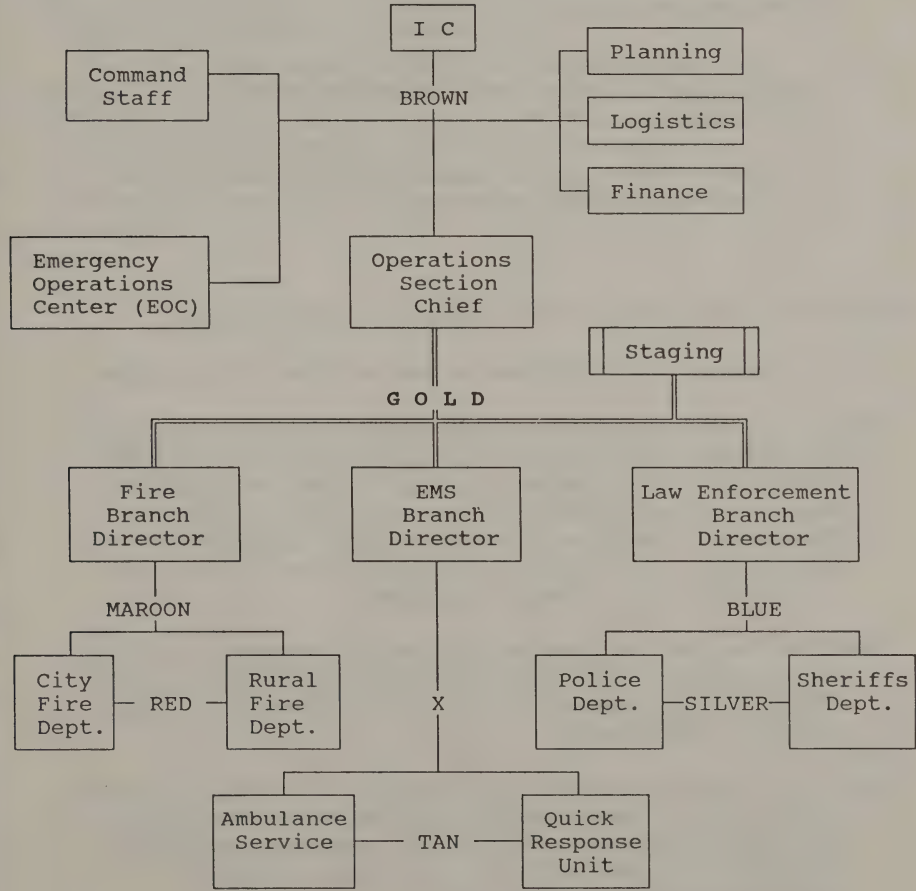 I C
Planning
Command
Staff
BROWN
Logistics
Finance
Emergency
Operations
Center (EOC)
Operations
Section
Chief
Staging
G O L D
Fire
Branch
Director
EMS
Branch
Director
Law Enforcement
Branch
Director
MAROON
BLUE
City
Fire
Dept.
RED
Rural
Fire
Dept.
X
Police
Dept.
SILVER
Sheriffs
Dept.
Ambulance
Service
TAN
Quick
Response
Unit